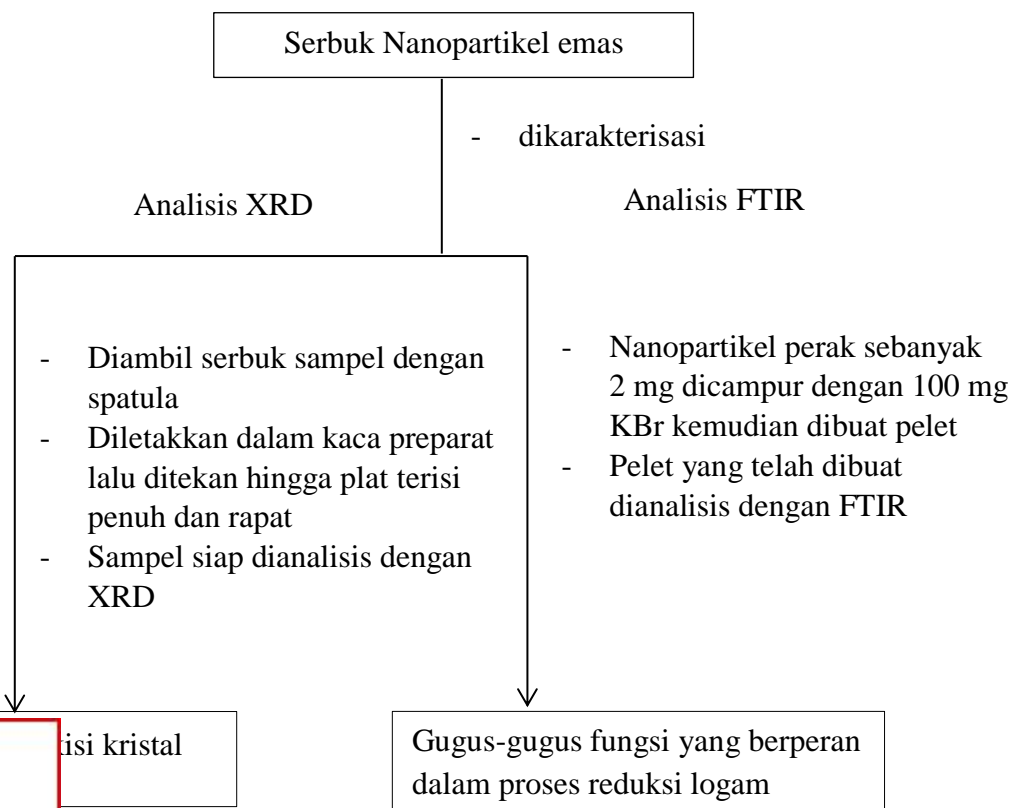 Serbuk Nanopartikel emas
- dikarakterisasi
Analisis XRD
Analisis FTIR
- Diambil serbuk sampel dengan
spatula
- Diletakkan dalam kaca preparat
lalu ditekan hingga plat terisi
penuh dan rapat
- Sampel siap dianalisis dengan
XRD
- Nanopartikel perak sebanyak
2 mg dicampur dengan 100 mg
KBr kemudian dibuat pelet
- Pelet yang telah dibuat
dianalisis dengan FTIR
kristal
Gugus-gugus fungsi yang berperan
dalam proses reduksi logam